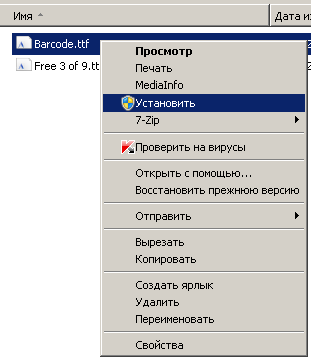 Имя Дата из
Barcode.ttf
Free 3 of 9.tt
Просмотр
Печать
MediaInfo
Установить
7-Zip
Проверить на вирусы
Открыть с помощью...
Восстановить прежнюю версию
Отправить
Вырезать
Копировать
Создать ярлык
Удалить
Переименовать
Свойства